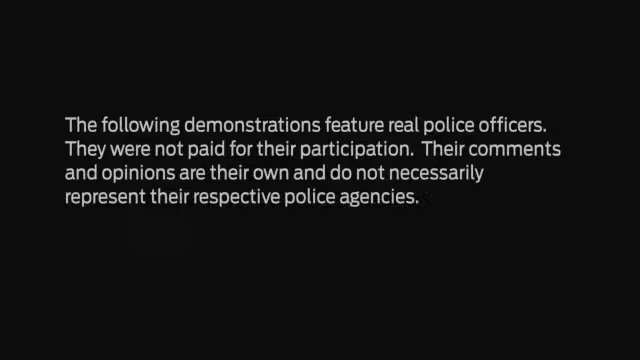 The following demonstrations feature real police officers.
They were not paid for their participation.  Their comments
and opinions are their own and do not necessarily
represent their respective police agencies.